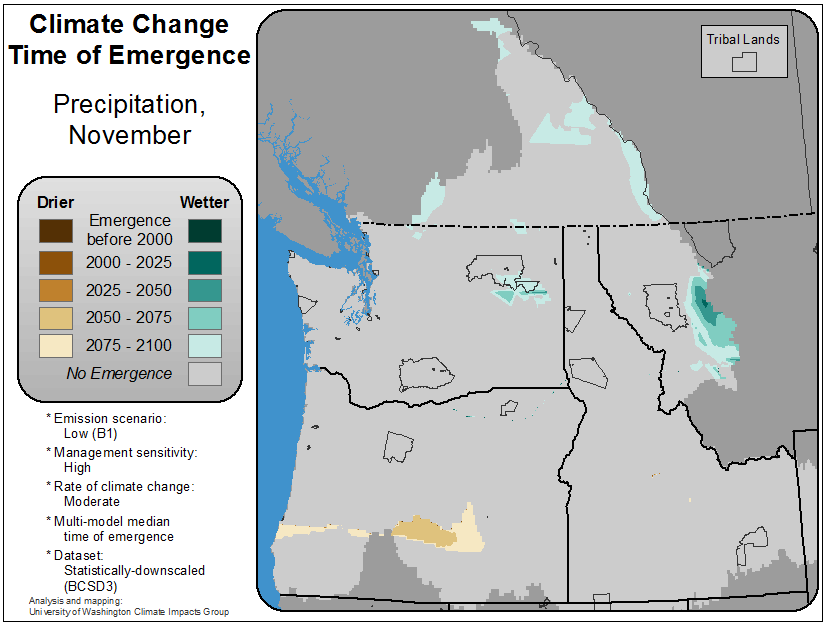 Climate Change
Time of Emergence
Precipitation,
November
Drier
Wetter
Emergence
before 2000
2000 - 2025
2025 - 2050
2050 - 2075
2075 - 2100
No Emergence
* Emission scenario:
Low (B1)
* Management sensitivity:
High
* Rate of climate change:
Moderate
* Multi-model median
time of emergence
* Dataset:
Statistically-downscaled
(BCSD3)
Analysis and mapping:
University of Washington Climate Impacts Group
Tribal Lands